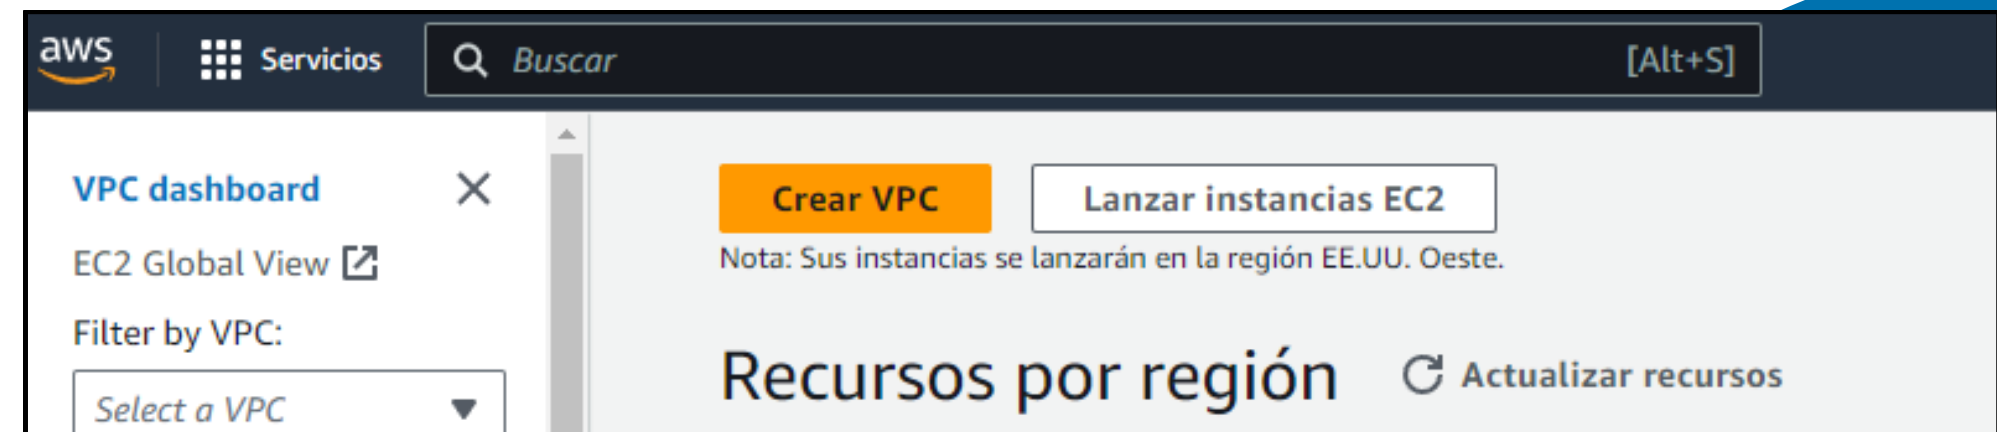 aws Servicios Buscar [Alt+S]
VPC dashboard
EC2 Global View
Filter by VPC:
Select a VPC
Crear VPC Lanzar instancias EC2
Nota: Sus instancias se lanzarán en la región EE.UU. Oeste.
Recursos por región Actualizar recursos